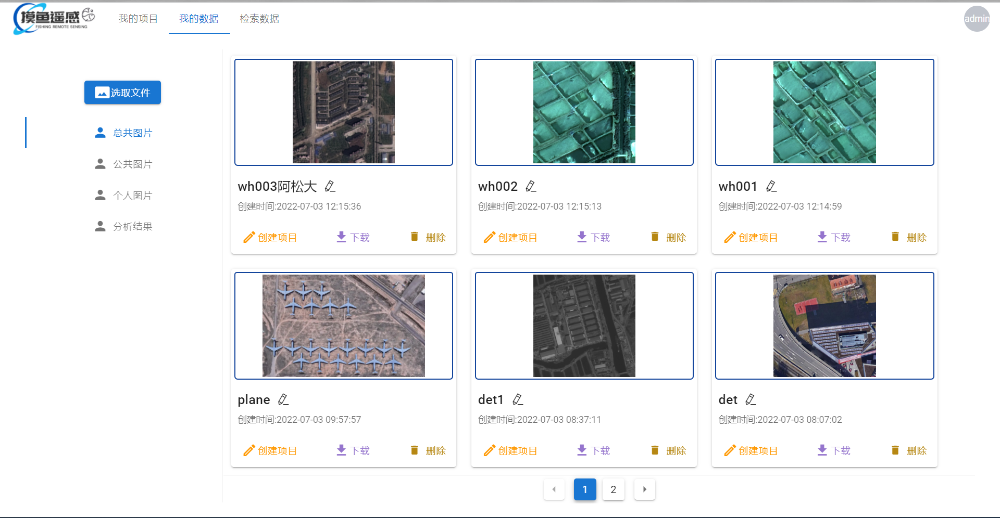 摸鱼遥感
FISHING REMOTE SENSING
我的项目 我的数据 检索数据
admin
选取文件
总共图片
公共图片
个人图片
分析结果
wh003阿松大
创建时间:2022-07-03 12:15:36
创建项目 下载 删除
wh002
创建时间:2022-07-03 12:15:13
创建项目 下载 删除
wh001
创建时间:2022-07-03 12:14:59
创建项目 下载 删除
plane
创建时间:2022-07-03 09:57:57
创建项目 下载 删除
det1
创建时间:2022-07-03 08:37:11
创建项目 下载 删除
det
创建时间:2022-07-03 08:07:02
创建项目 下载 删除
1 2